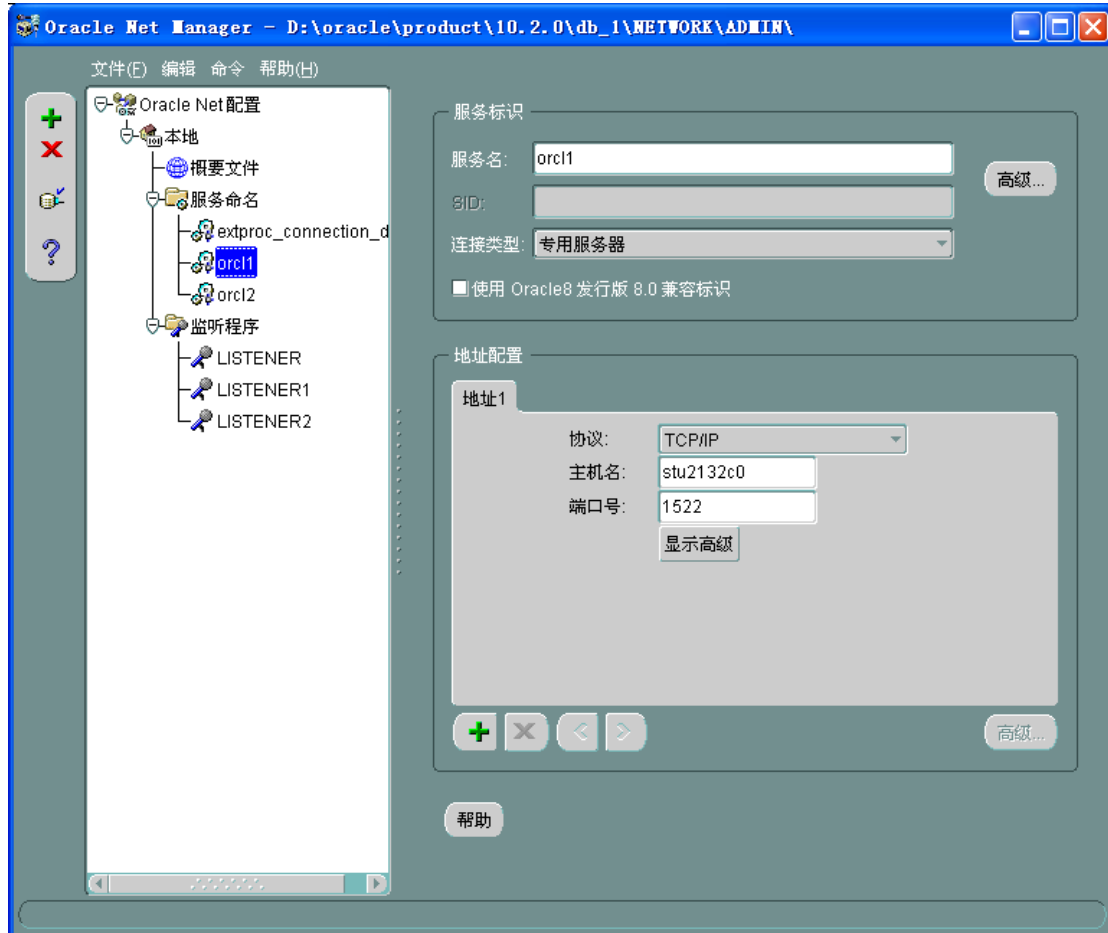 Oracle Net Manager - D:\oracle\product\10.2.0\db_1\NETWORK\ADMIN\
文件(F) 编辑 命令 帮助(H)
Oracle Net 配置
本地
概要文件
服务命名
extproc_connection_d
orcl1
orcl2
监听程序
LISTENER
LISTENER1
LISTENER2
服务标识
服务名: orcl1
高级...
SID:
连接类型: 专用服务器
使用 Oracle8 发行版 8.0 兼容标识
地址配置
地址1
协议: TCP/IP
主机名: stu2132c0
端口号: 1522
显示高级
高级...
帮助